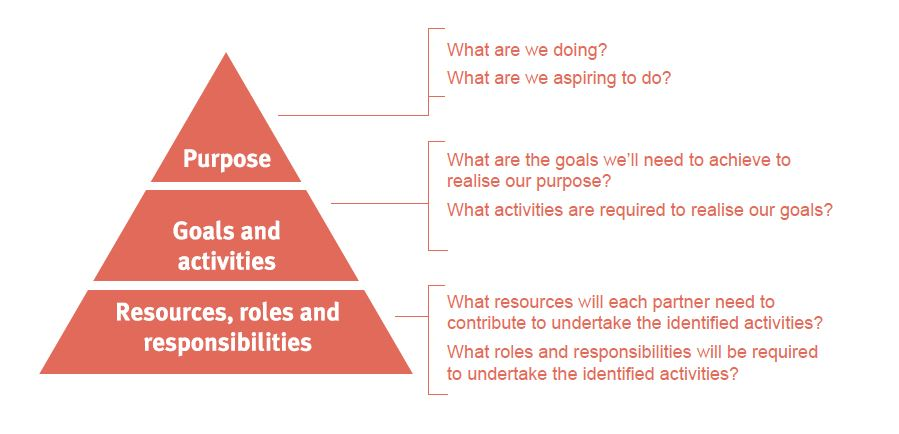 What are we doing?
What are we aspiring to do?
Purpose
What are the goals we'll need to achieve to
realise our purpose?
What activities are required to realise our goals?
Goals and
activities
What resources will each partner need to
contribute to undertake the identified activities?
What roles and responsibilities will be required
to undertake the identified activities?
Resources, roles and
responsibilities